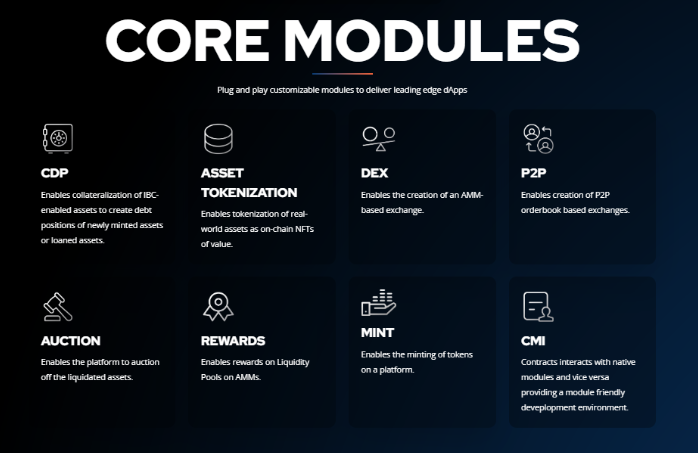 CORE MODULES
Plug and play customizable modules to deliver leading edge dApps
CDP
Enables collateralization of IBC-
enabled assets to create debt
positions of newly minted assets
or loaned assets.
ASSET
TOKENIZATION
Enables tokenization of real-
world assets as on-chain NFTs
of value.
DEX
Enables the creation of an AMM-
based exchange.
P2P
Enables creation of P2P
orderbook based exchanges.
AUCTION
Enables the platform to auction
off the liquidated assets.
REWARDS
Enables rewards on Liquidity
Pools on AMMs.
MINT
Enables the minting of tokens
on a platform.
CMI
Contracts interacts with native
modules and vice versa
providing a module friendly
deveplopment environment.